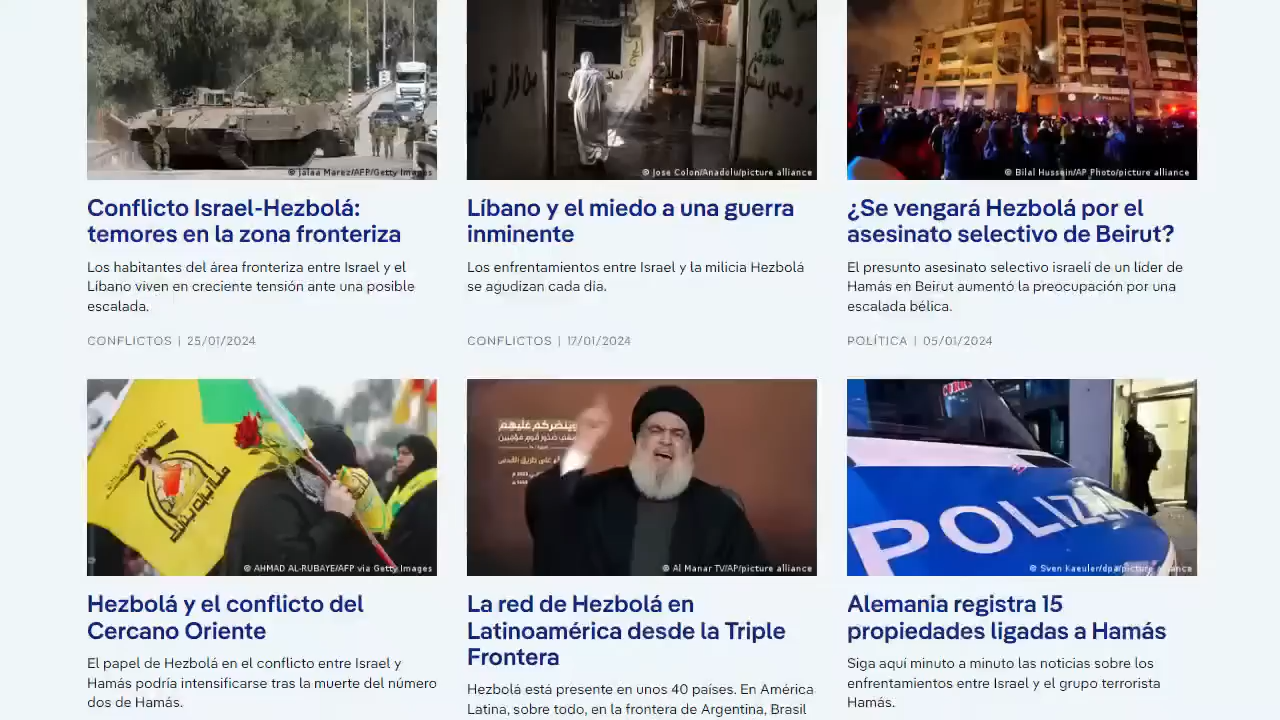 © Jalaa Marez/AFP/Getty Images
© Jose Colon/Anadolu/picture alliance
© Bilal Hussein/AP Photo/picture alliance
Conflicto Israel-Hezbolá:
temores en la zona fronteriza
Los habitantes del área fronteriza entre Israel y el
Líbano viven en creciente tensión ante una posible
escalada.
CONFLICTOS | 25/01/2024
Líbano y el miedo a una guerra
inminente
Los enfrentamientos entre Israel y la milicia Hezbolá
se agudizan cada día.
CONFLICTOS | 17/01/2024
¿Se vengará Hezbolá por el
asesinato selectivo de Beirut?
El presunto asesinato selectivo israelí de un líder de
Hamás en Beirut aumentó la preocupación por una
escalada bélica.
POLÍTICA | 05/01/2024
© AHMAD AL-RUBAYE/AFP via Getty Images
© Al Manar TV/AP/picture alliance
POLIZ
© Sven Kaeuler/dpa/picture alliance
Hezbolá y el conflicto del
Cercano Oriente
El papel de Hezbolá en el conflicto entre Israel y
Hamás podría intensificarse tras la muerte del número
dos de Hamás.
La red de Hezbolá en
Latinoamérica desde la Triple
Frontera
Hezbolá está presente en unos 40 países. En América
Latina, sobre todo, en la frontera de Argentina, Brasil
Alemania registra 15
propiedades ligadas a Hamás
Siga aquí minuto a minuto las noticias sobre los
enfrentamientos entre Israel y el grupo terrorista
Hamás.